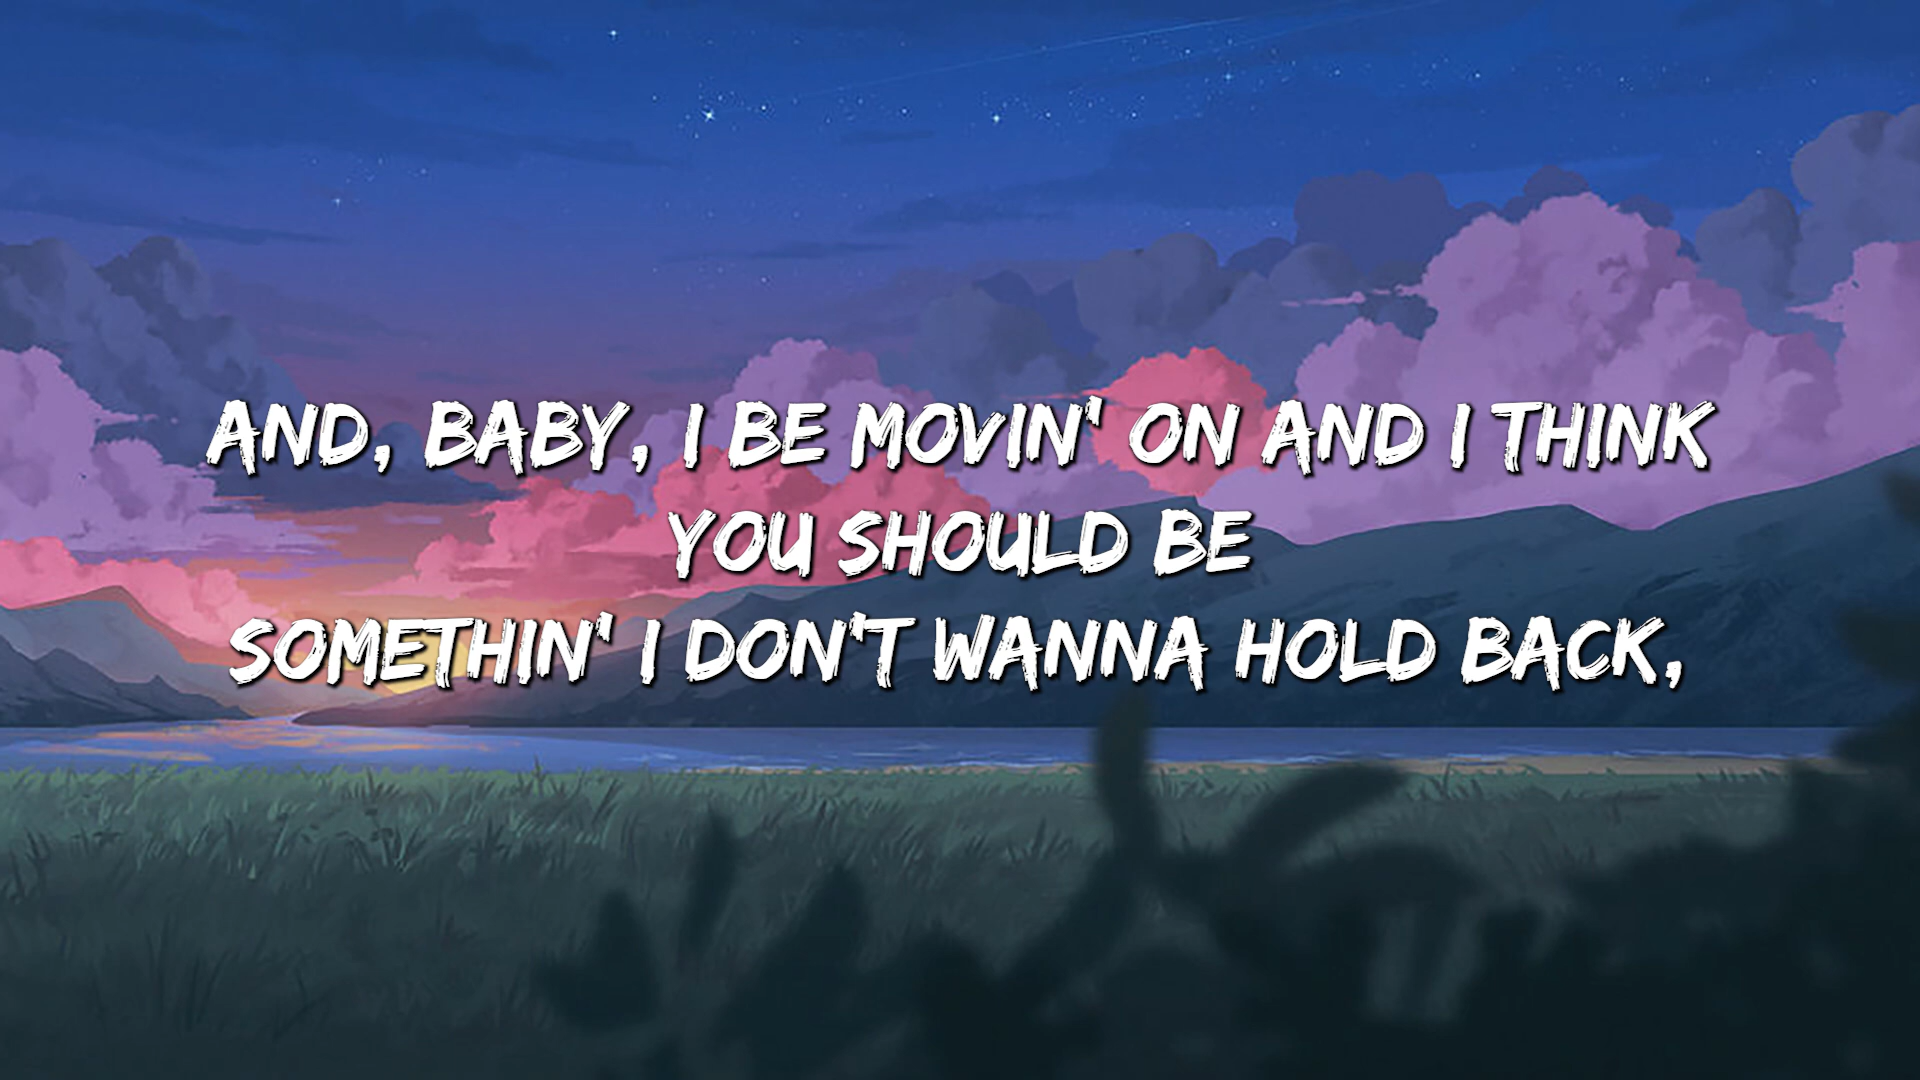 AND, BABY, I BE MOVIN' ON AND I THINK
YOU SHOULD BE
SOMETHIN' I DON'T WANNA HOLD BACK,